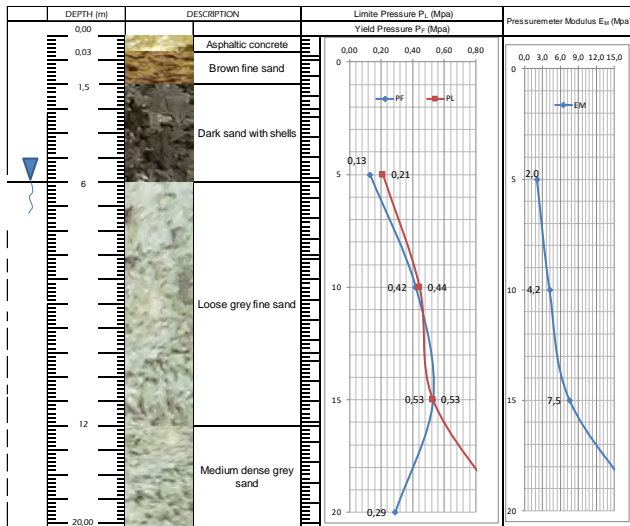 DEPTH (m)
DESCRIPTION
Limite Pressure PL (Mpa)
Yield Pressure PF (Mpa)
Pressuremeter Modulus EM (Mpa)
0,00
0,03
1,5
6
12
20,00
Asphaltic concrete
Brown fine sand
Dark sand with shells
Loose grey fine sand
Medium dense grey
sand
0,00 0,20 0,40 0,60 0,80
0
5
10
15
20
PF PL
0,13 0,21
0,42 0,44
0,53 0,53
0,29
0,0 3,0 6,0 9,0 12,0 15,0
0
5
10
15
20
EM
2,0
4,2
7,5